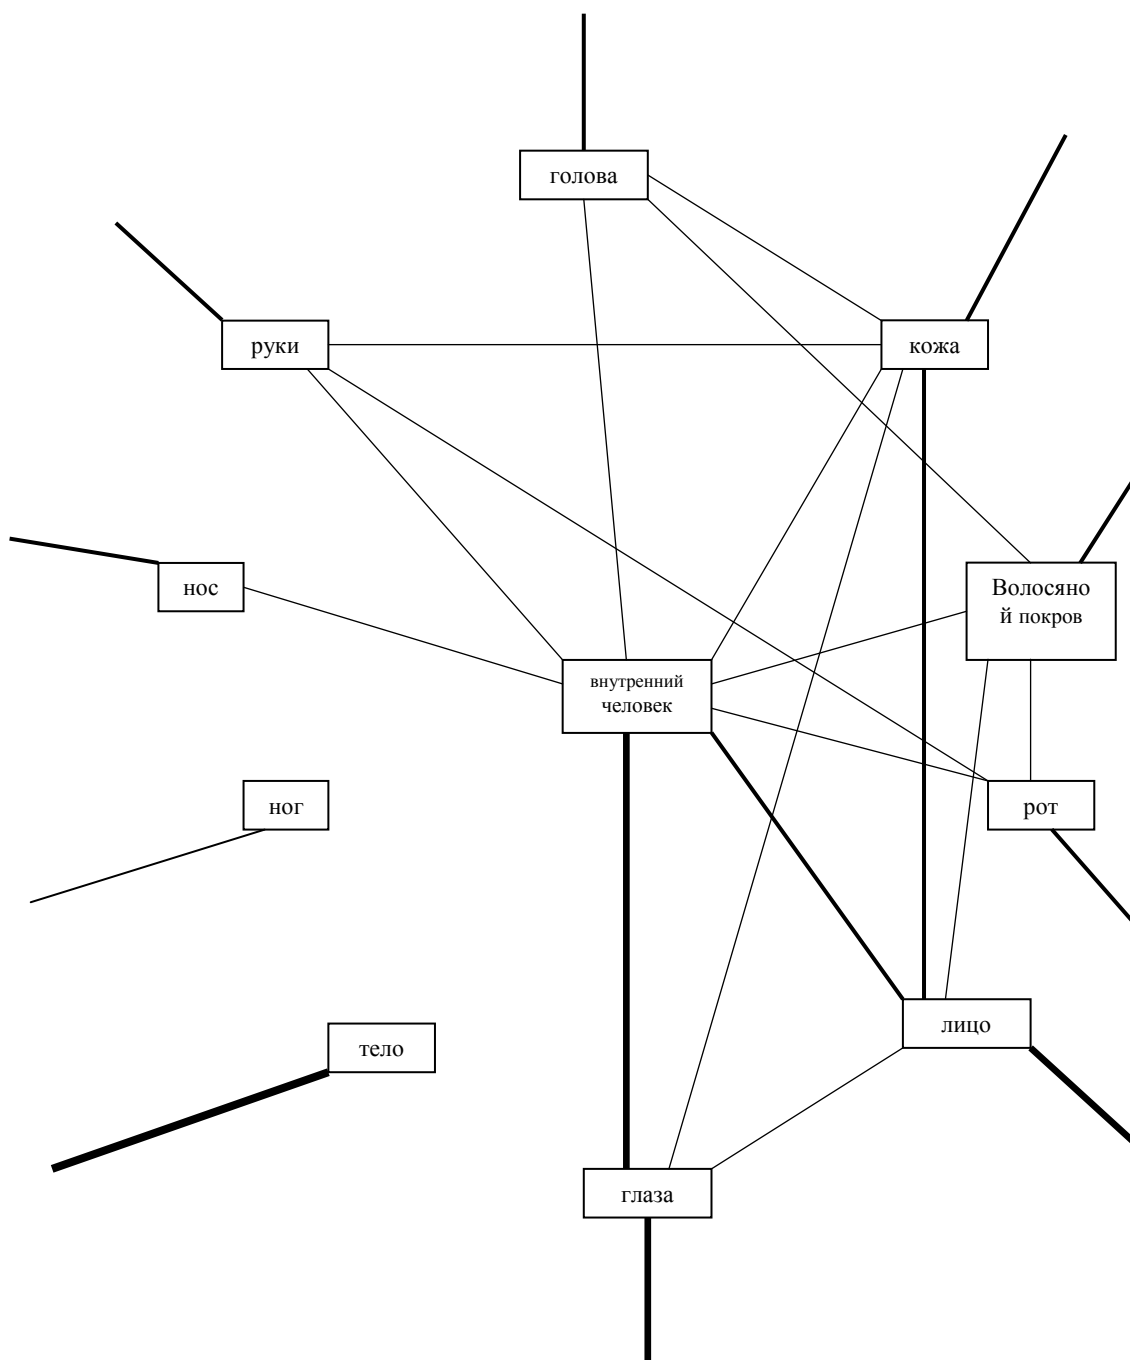 голова
руки
кожа
нос
Волосяно
й покров
внутренний
человек
ног
рот
лицо
тело
глаза